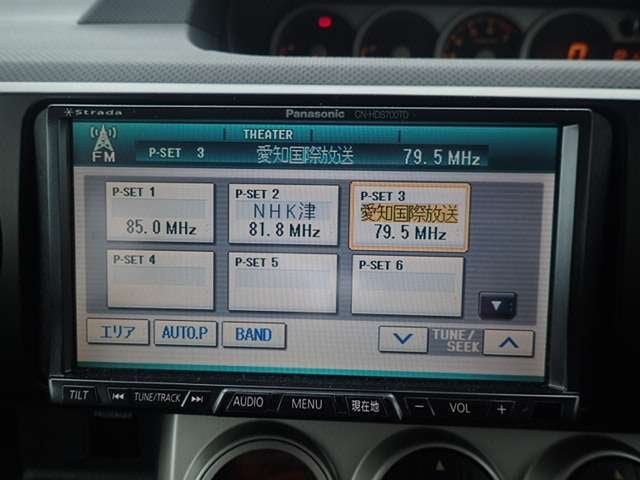 Strada
Panasonic CN-HDS700TD
THEATER
FM
P-SET 3 愛知国際放送 79.5 MHz
P-SET 1
85.0 MHz
P-SET 2
NHK津
81.8 MHz
P-SET 3
愛知国際放送
79.5 MHz
P-SET 4
P-SET 5
P-SET 6
エリア
AUTO.P
BAND
TUNE/
SEEK
TILT
TUNE/TRACK
AUDIO
MENU
現在地
− VOL +